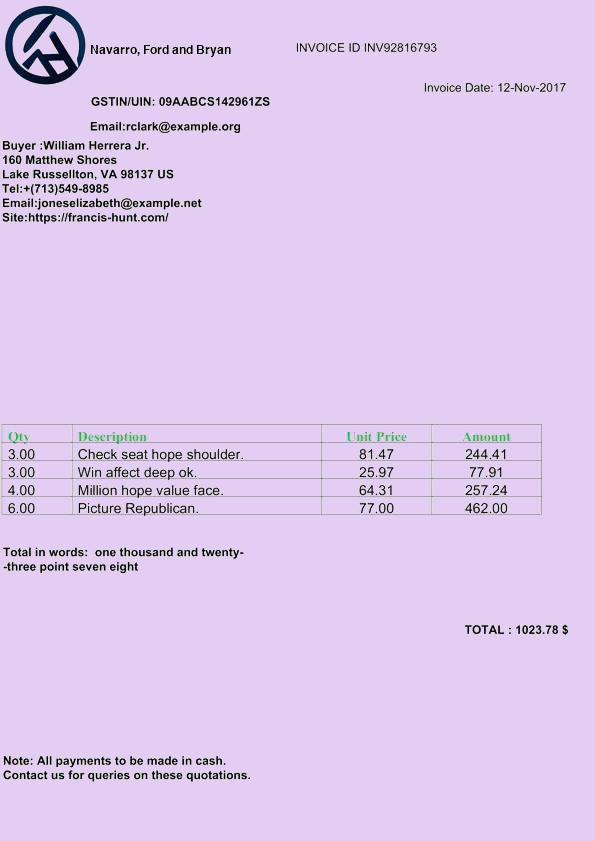 Navarro, Ford and Bryan
INVOICE ID INV92816793
Invoice Date: 12-Nov-2017
GSTIN/UIN: 09AABCS142961ZS
Email:rclark@example.org
Buyer :William Herrera Jr.
160 Matthew Shores
Lake Russellton, VA 98137 US
Tel:+(713)549-8985
Email:joneselizabeth@example.net
Site:https://francis-hunt.com/
Qty Description Unit Price Amount
3.00 Check seat hope shoulder. 81.47 244.41
3.00 Win affect deep ok. 25.97 77.91
4.00 Million hope value face. 64.31 257.24
6.00 Picture Republican. 77.00 462.00
Total in words:  one thousand and twenty-
-three point seven eight
TOTAL : 1023.78 $
Note: All payments to be made in cash.
Contact us for queries on these quotations.